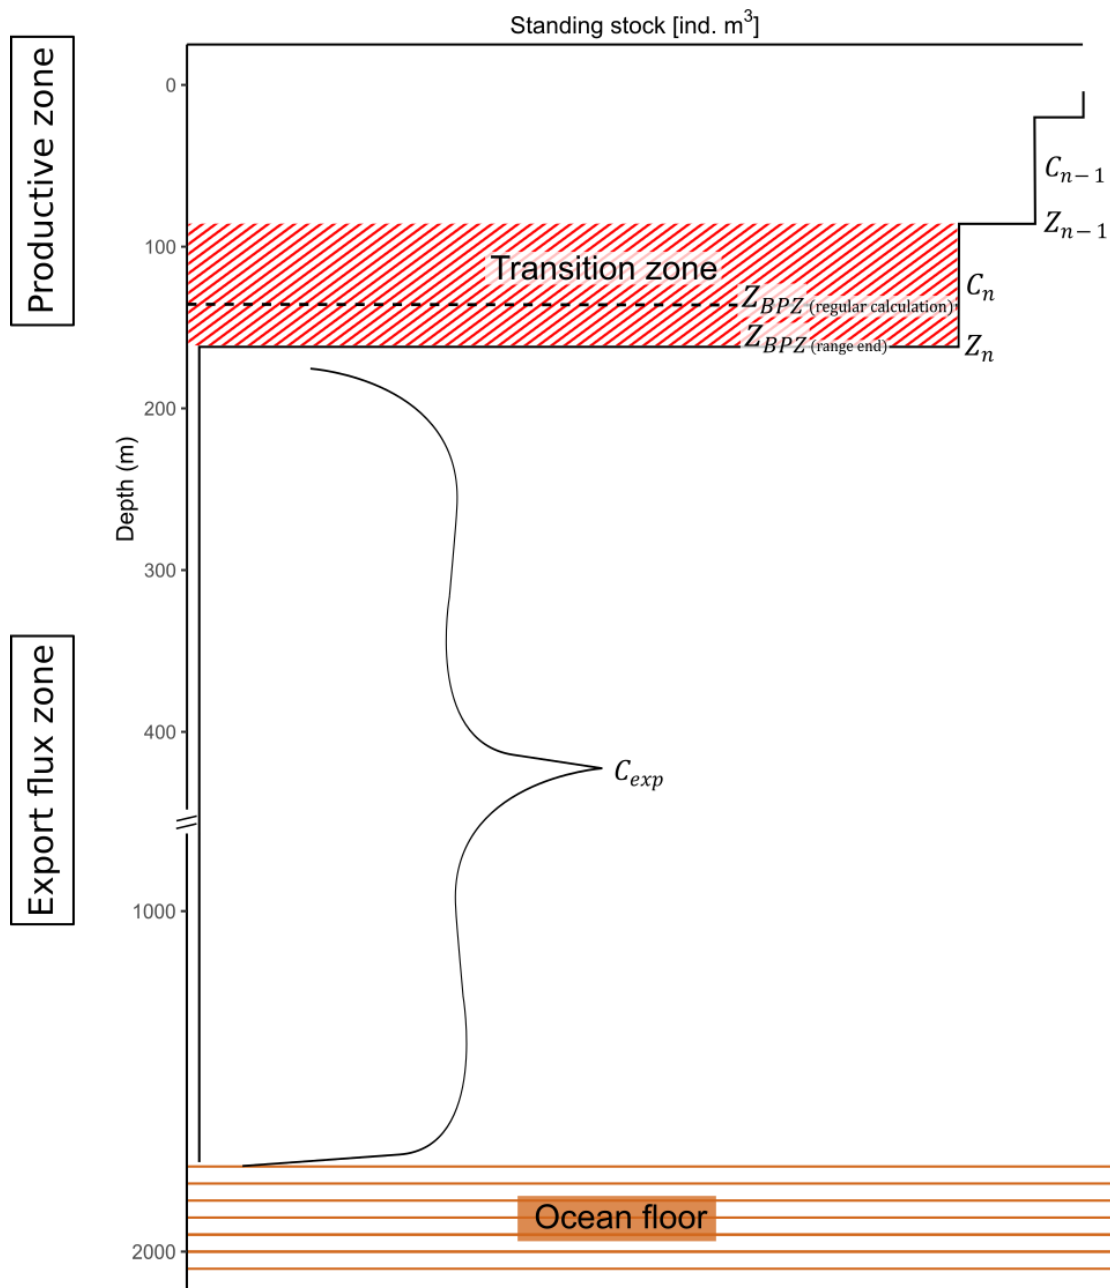 Standing stock [ind. m³]
Productive zone
0
C_{n−1}
Z_{n−1}
100
Transition zone
C_n
Z_{BPZ (regular calculation)}
Z_{BPZ (range end)}
Z_n
200
Depth (m)
300
400
C_{exp}
Export flux zone
1000
Ocean floor
2000